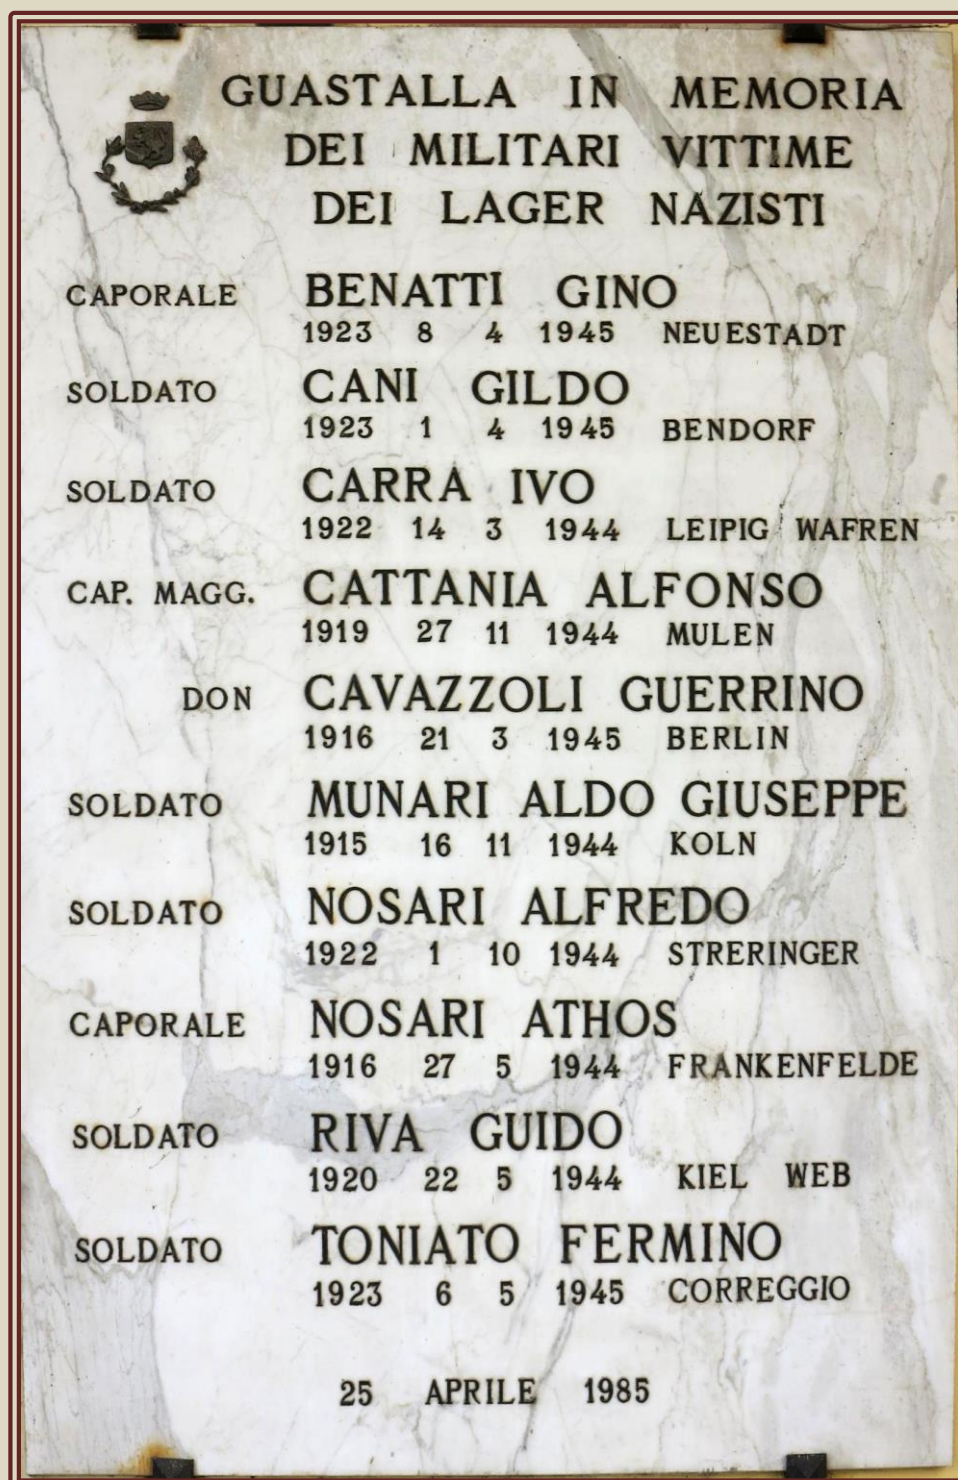 GUASTALLA IN MEMORIA
DEI MILITARI VITTIME
DEI LAGER NAZISTI
CAPORALE BENATTI GINO
1923 8 4 1945 NEUESTADT
SOLDATO CANI GILDO
1923 1 4 1945 BENDORF
SOLDATO CARRA IVO
1922 14 3 1944 LEIPIG WAFREN
CAP. MAGG. CATTANIA ALFONSO
1919 27 11 1944 MULEN
DON CAVAZZOLI GUERRINO
1916 21 3 1945 BERLIN
SOLDATO MUNARI ALDO GIUSEPPE
1915 16 11 1944 KOLN
SOLDATO NOSARI ALFREDO
1922 1 10 1944 STRERINGER
CAPORALE NOSARI ATHOS
1916 27 5 1944 FRANKENFELDE
SOLDATO RIVA GUIDO
1920 22 5 1944 KIEL WEB
SOLDATO TONIATO FERMINO
1923 6 5 1945 CORREGGIO
25 APRILE 1985